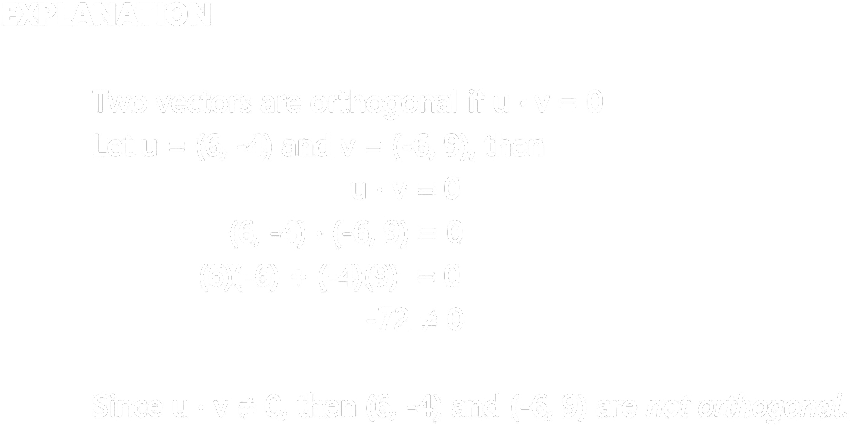 EXPLANATION
Two vectors are orthogonal if u · v = 0
Let u = (6, -4) and v = (-6, 9), then
u · v = 0
(6, -4) · (-6, 9) = 0
(6)(-6) + (-4)(9) = 0
-72 ≠ 0
Since u · v ≠ 0, then (6, -4) and (-6, 9) are not orthogonal.